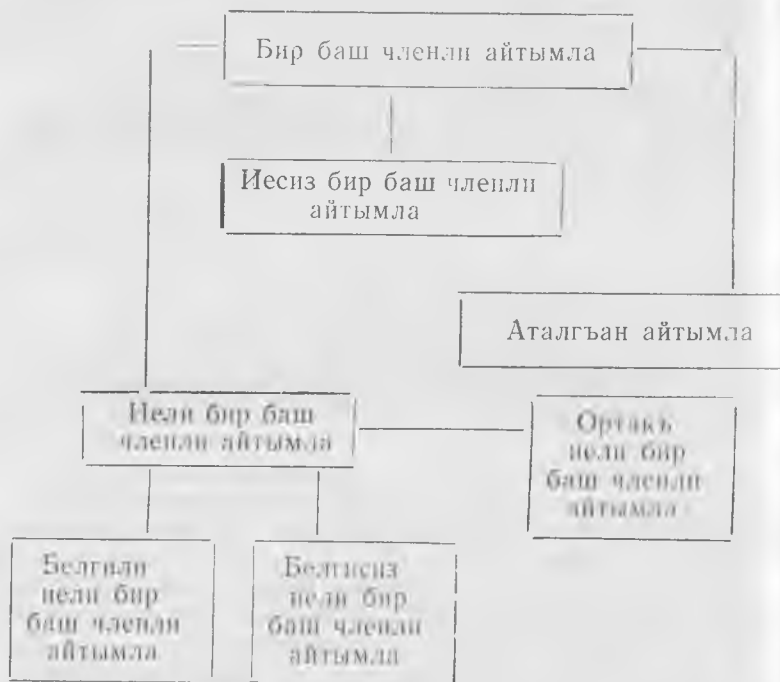 Бир баш членли айтымла
Иесиз бир баш членли
айтымла
Аталгъан айтымла
Иели бир баш
членли айтымла
Ортакъ
иели бир
баш членли
айтымла
Белгили
иели бир
баш членли
айтымла
Белгисиз
иели бир
баш членли
айтымла